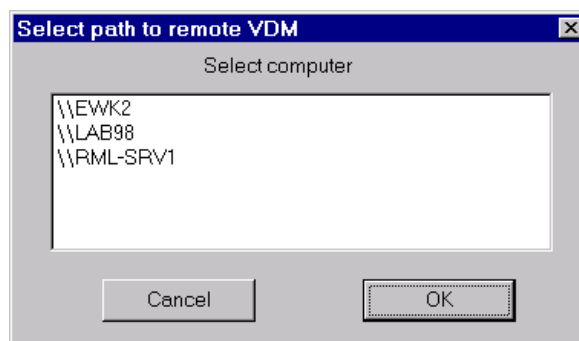 Select path to remote VDM
Select computer
\\EWK2
\\LAB98
\\RML-SRV1
Cancel
OK